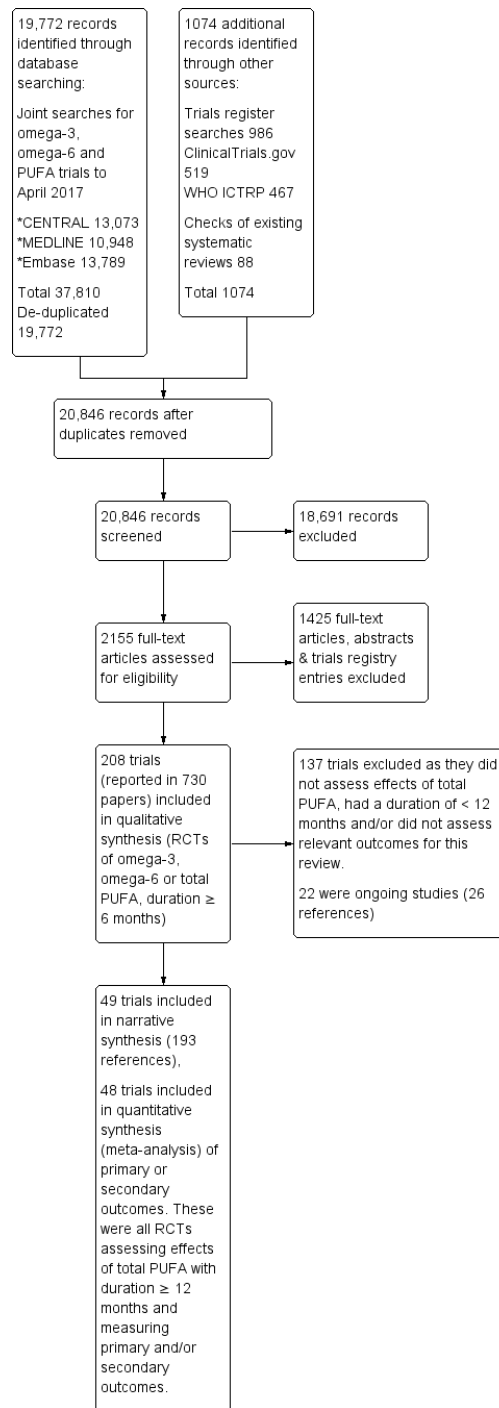 19,772 records
identified through
database
searching:
Joint searches for
omega-3,
omega-6 and
PUFA trials to
April 2017
*CENTRAL 13,073
*MEDLINE 10,948
*Embase 13,789
Total 37,810
De-duplicated
19,772
1074 additional
records identified
through other
sources:
Trials register
searches 986
ClinicalTrials.gov
519
WHO ICTRP 467
Checks of existing
systematic
reviews 88
Total 1074
20,846 records after
duplicates removed
20,846 records
screened
18,691 records
excluded
2155 full-text
articles assessed
for eligibility
1425 full-text
articles, abstracts
& trials registry
entries excluded
208 trials
(reported in 730
papers) included
in qualitative
synthesis (RCTs
of omega-3,
omega-6 or total
PUFA, duration ≥
6 months)
137 trials excluded as they did
not assess effects of total
PUFA, had a duration of < 12
months and/or did not assess
relevant outcomes for this
review.
22 were ongoing studies (26
references)
49 trials included
in narrative
synthesis (193
references),
48 trials included
in quantitative
synthesis
(meta-analysis) of
primary or
secondary
outcomes. These
were all RCTs
assessing effects
of total PUFA with
duration ≥ 12
months and
measuring
primary and/or
secondary
outcomes.